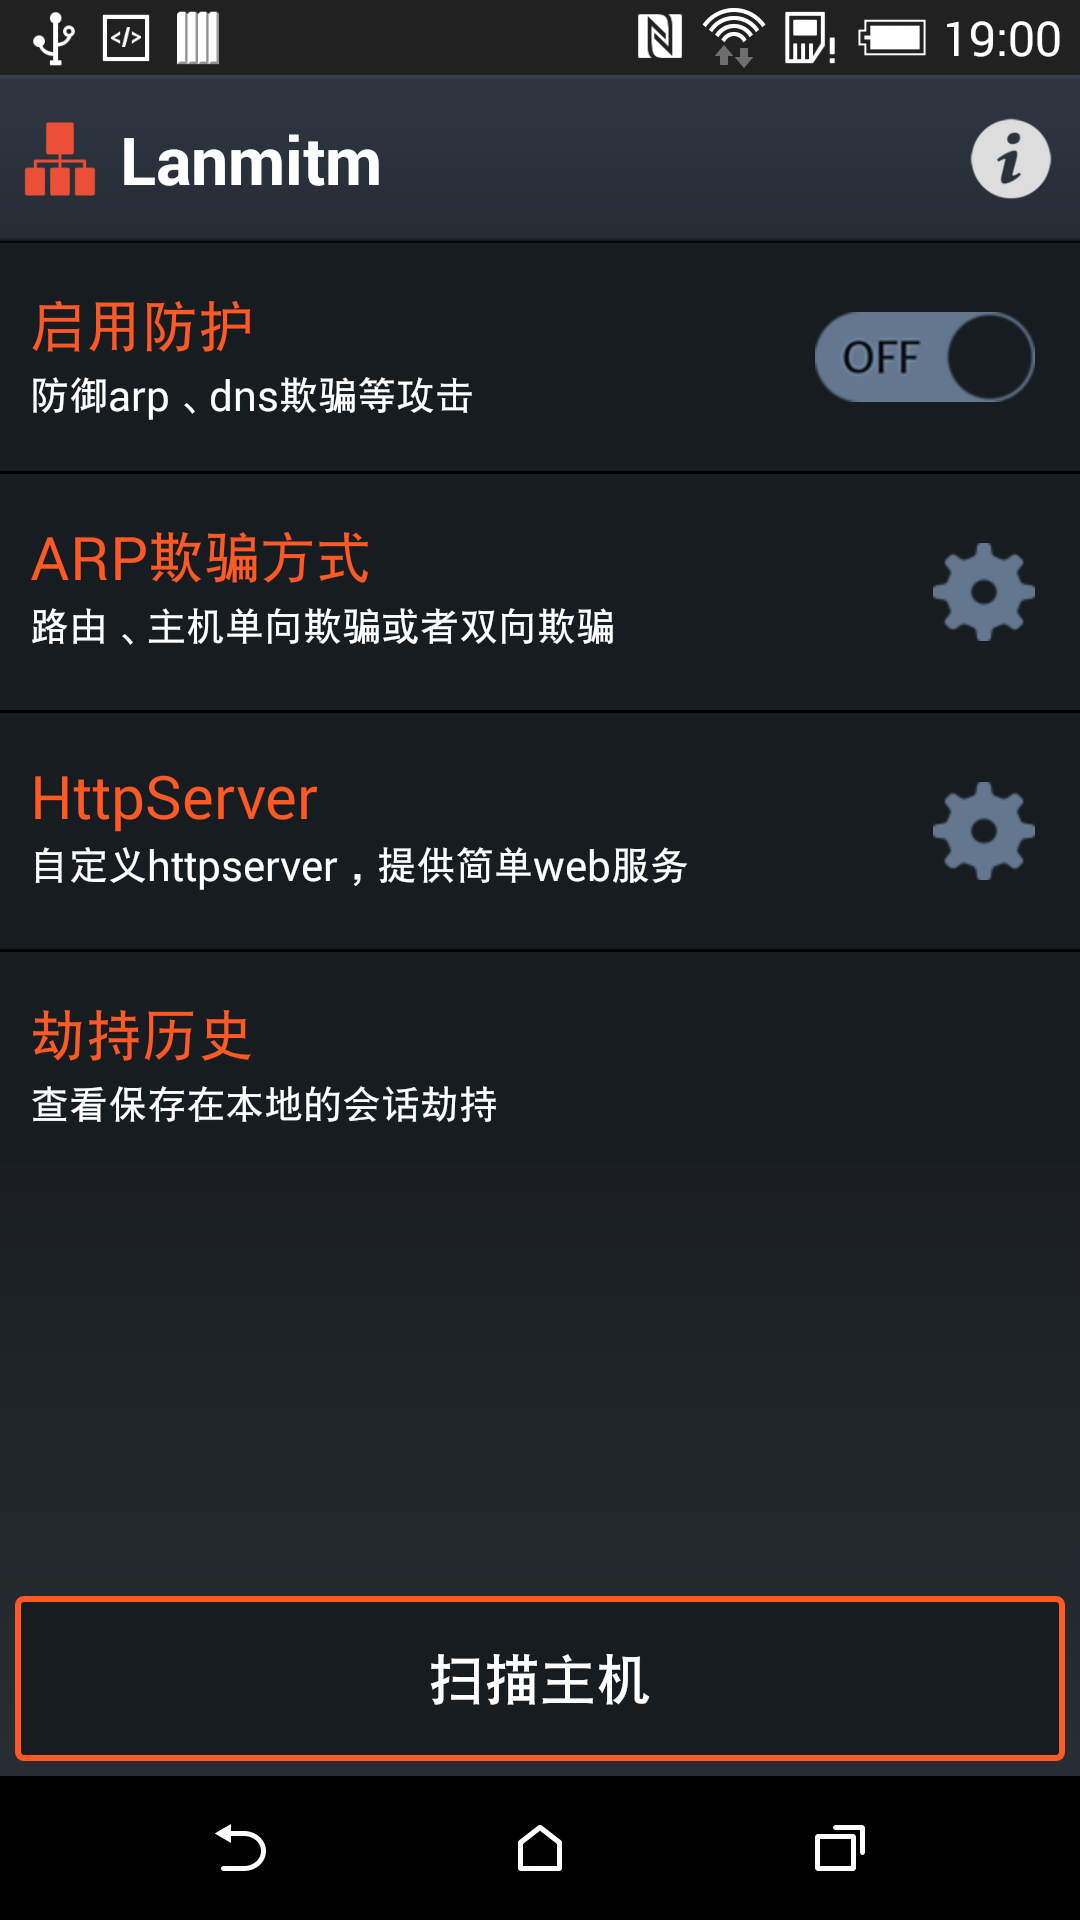 19:00
Lanmitm
启用防护
OFF
防御arp、dns欺骗等攻击
ARP欺骗方式
路由、主机单向欺骗或者双向欺骗
HttpServer
自定义httpserver，提供简单web服务
劫持历史
查看保存在本地的会话劫持
扫描主机